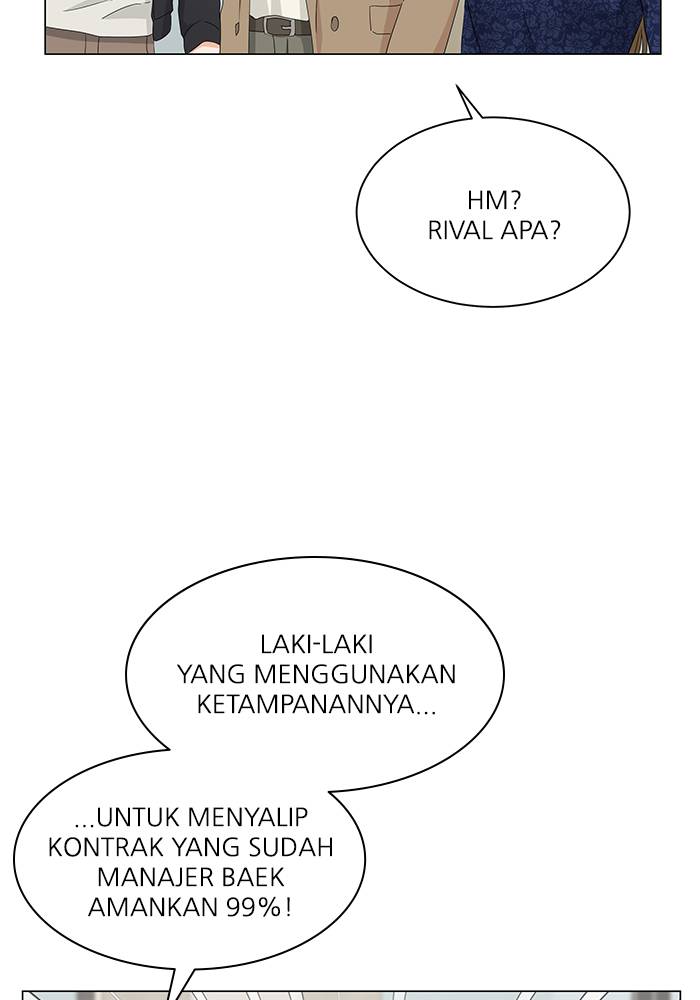 HM?
RIVAL APA?
LAKI-LAKI
YANG MENGGUNAKAN
KETAMPANANNYA...
...UNTUK MENYALIP
KONTRAK YANG SUDAH
MANAJER BAEK
AMANKAN 99%!